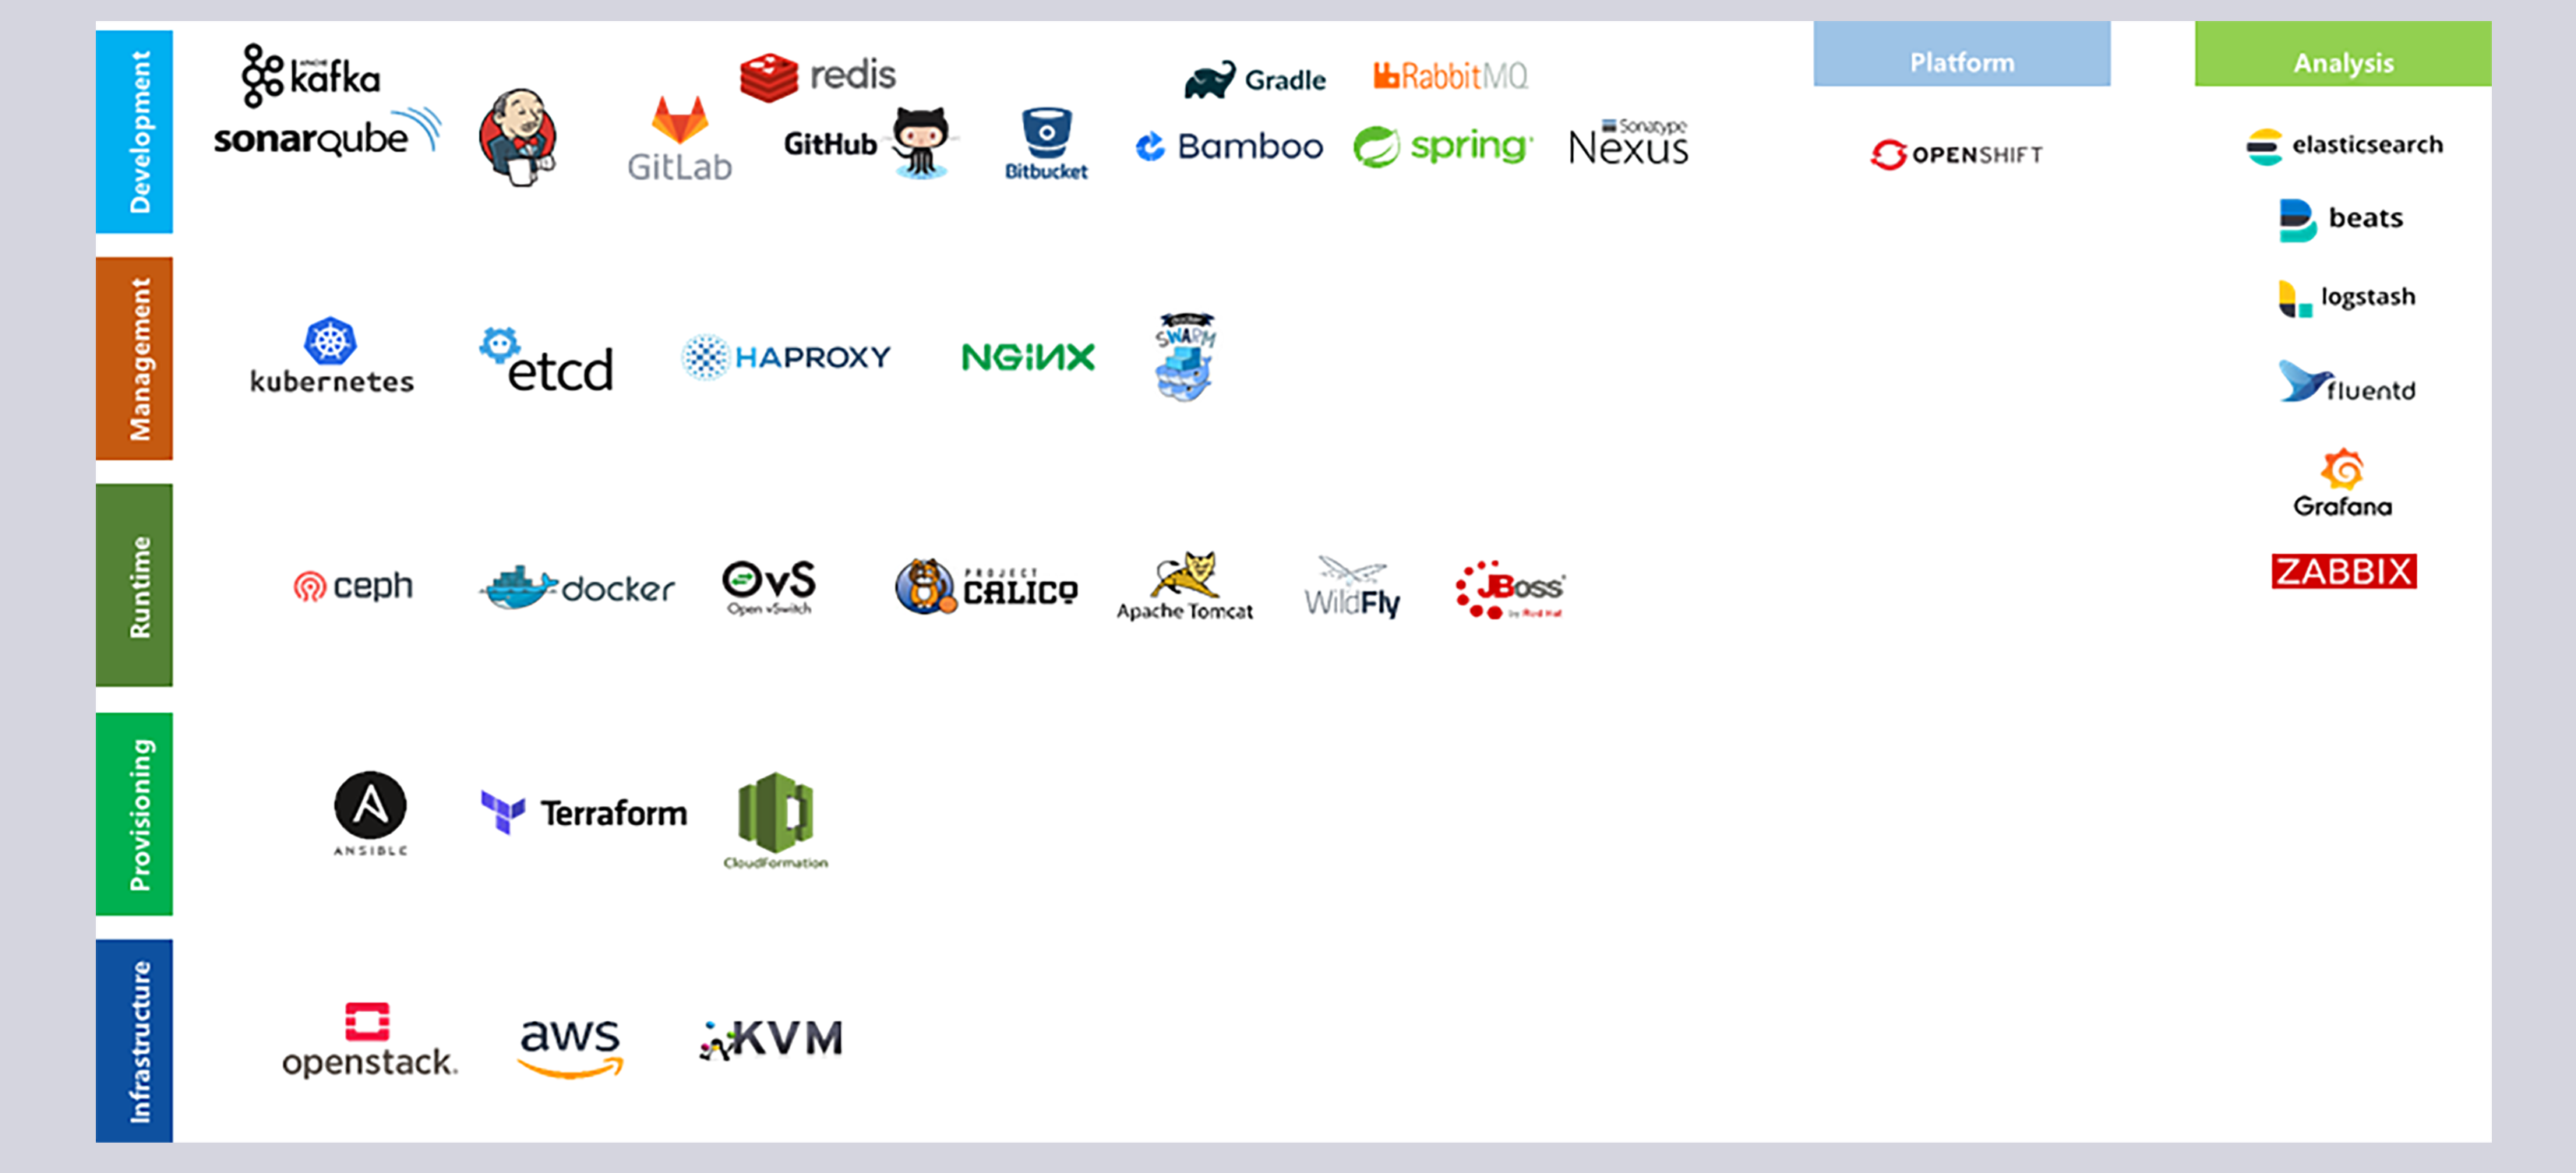 Development
APACHE
kafka
sonarqube
GitLab
redis
GitHub
Bitbucket
Gradle
Bamboo
RabbitMQ
spring
Sonatype
Nexus
Platform
OPENSHIFT
Analysis
elasticsearch
beats
logstash
fluentd
Grafana
ZABBIX
Management
kubernetes
etcd
HAPROXY
NGiNX
SWARM
Runtime
ceph
docker
OvS
Open vSwitch
PROJECT
CALICO
Apache Tomcat
WildFly
JBoss
by Red Hat
Provisioning
ANSIBLE
Terraform
CloudFormation
Infrastructure
openstack.
aws
KVM